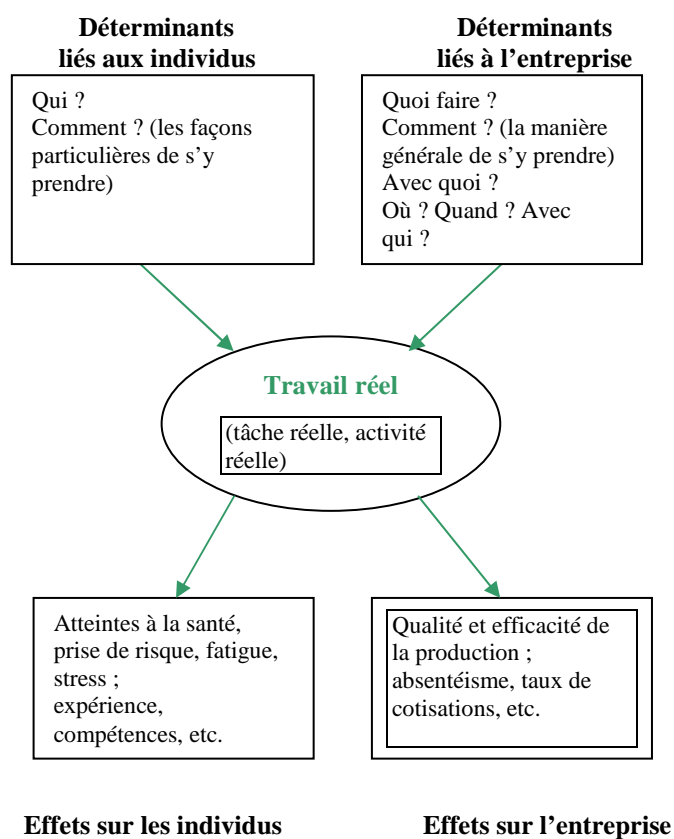 Déterminants
liés aux individus
Déterminants
liés à l’entreprise
Qui ?
Comment ? (les façons
particulières de s’y
prendre)
Quoi faire ?
Comment ? (la manière
générale de s’y prendre)
Avec quoi ?
Où ? Quand ? Avec
qui ?
Travail réel
(tâche réelle, activité
réelle)
Atteintes à la santé,
prise de risque, fatigue,
stress ;
expérience,
compétences, etc.
Qualité et efficacité de
la production ;
absentéisme, taux de
cotisations, etc.
Effets sur les individus
Effets sur l’entreprise